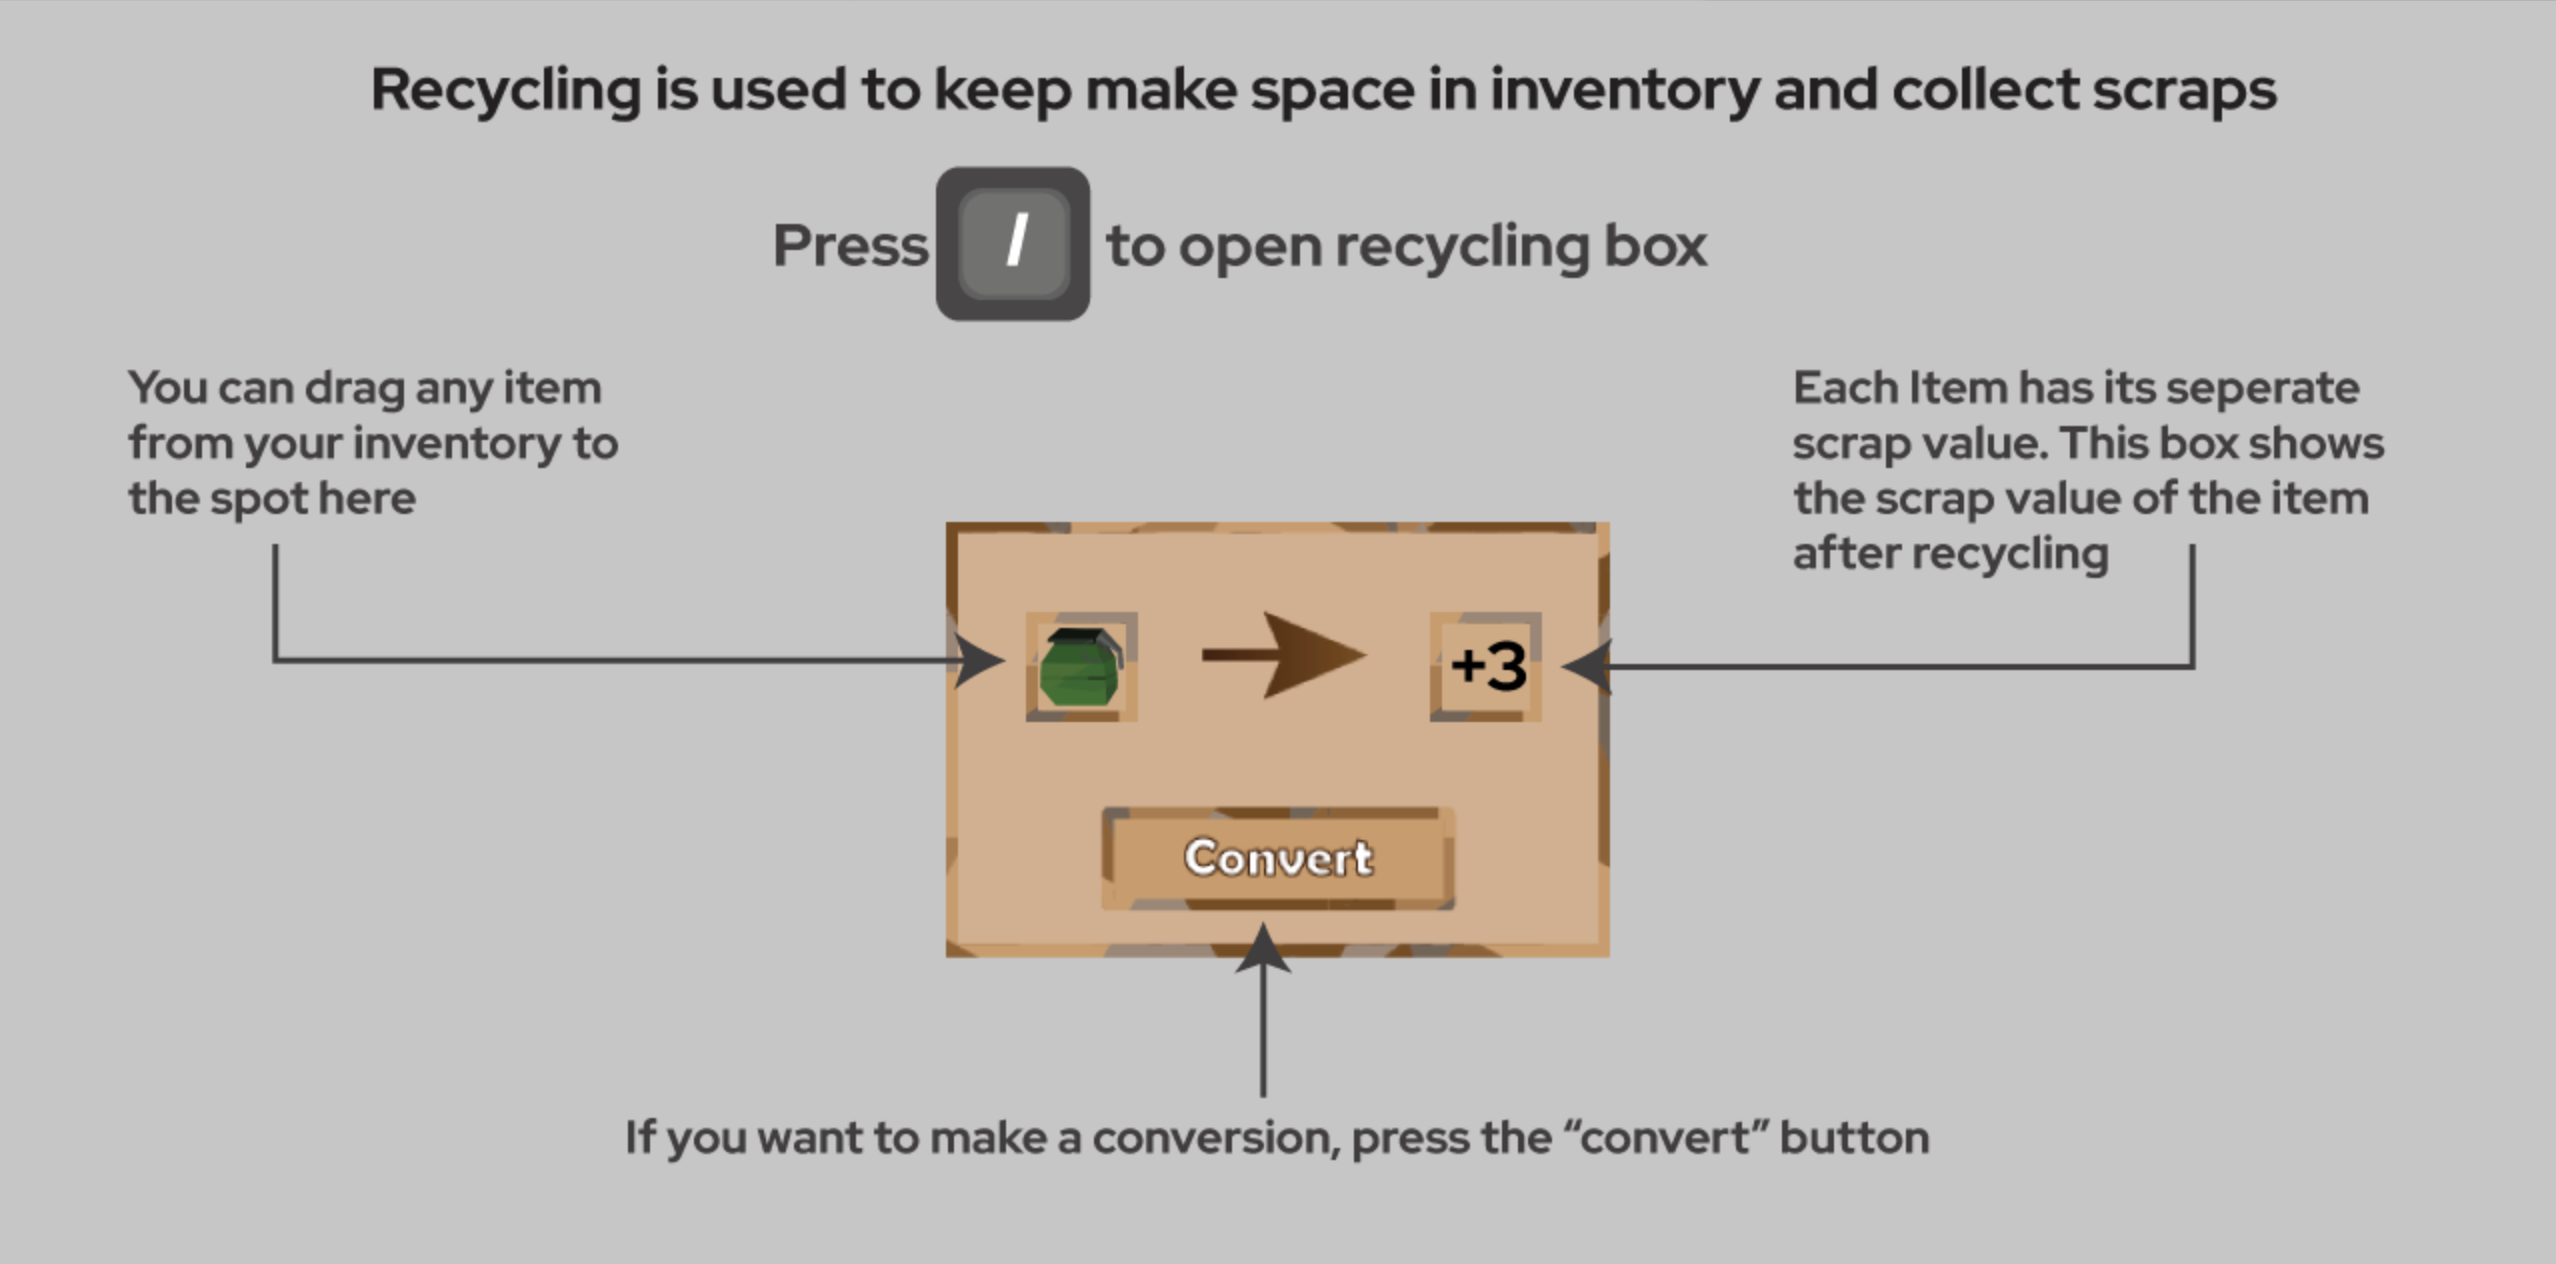 Recycling is used to keep make space in inventory and collect scraps
Press / to open recycling box
You can drag any item
from your inventory to
the spot here
Each Item has its seperate
scrap value. This box shows
the scrap value of the item
after recycling
+3
Convert
If you want to make a conversion, press the “convert” button